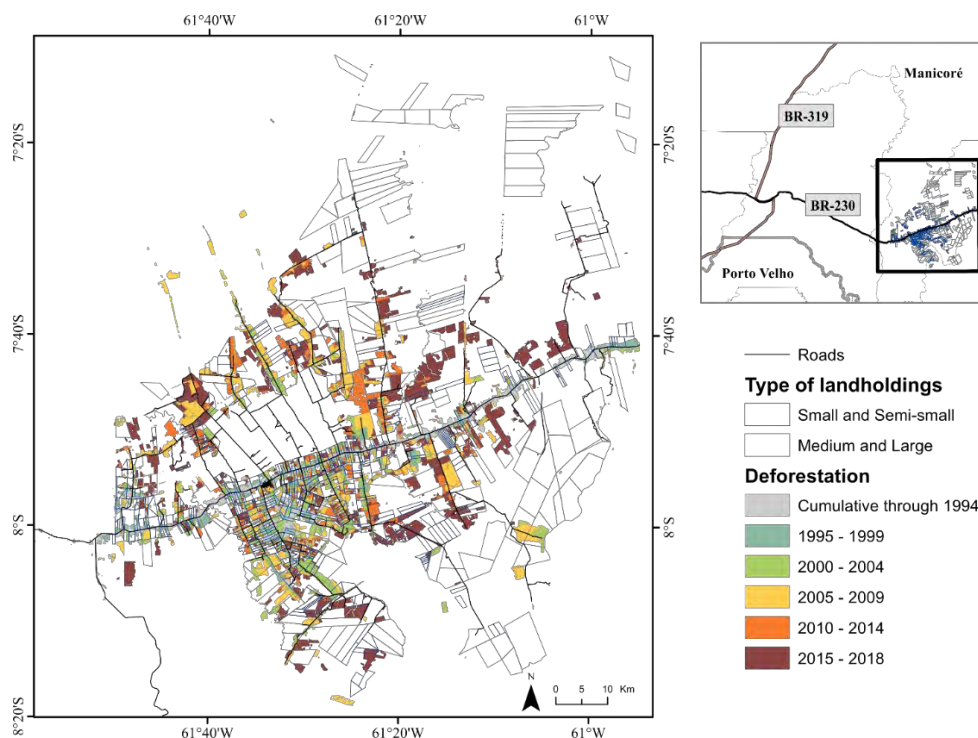 61°40'W 61°20'W 61°W
7°20'S
7°40'S
8°S
8°20'S
7°20'S
7°40'S
8°S
61°40'W 61°20'W 61°W
N
0 5 10 Km
Manicoré
BR-319
BR-230
Porto Velho
Roads
Type of landholdings
Small and Semi-small
Medium and Large
Deforestation
Cumulative through 1994
1995 - 1999
2000 - 2004
2005 - 2009
2010 - 2014
2015 - 2018